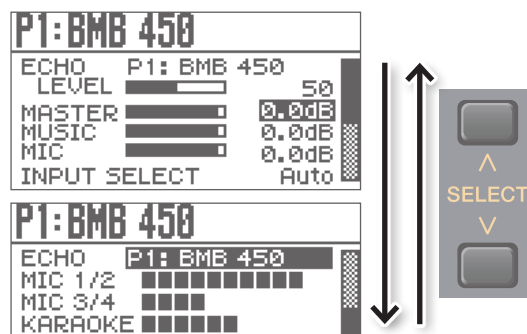 P1:BMB 450
ECHO P1: BMB 450
LEVEL 50
MASTER 0.0dB
MUSIC 0.0dB
MIC 0.0dB
INPUT SELECT Auto
P1:BMB 450
ECHO P1: BMB 450
MIC 1/2
MIC 3/4
KARAOKE
SELECT